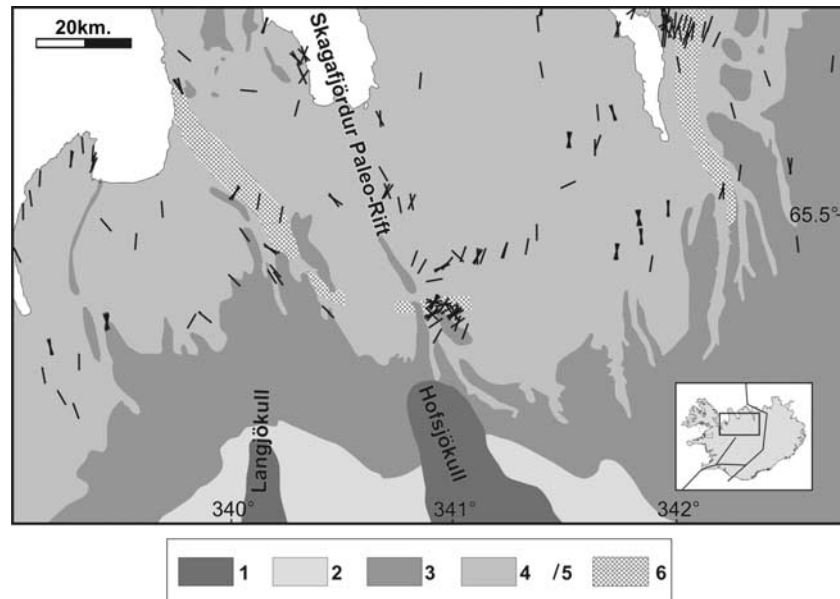 20km.
Skagafjördur Paleo-Rift
65.5°
Langjökull
Hofsjökull
340°
341°
342°
1
2
3
4
/5
6